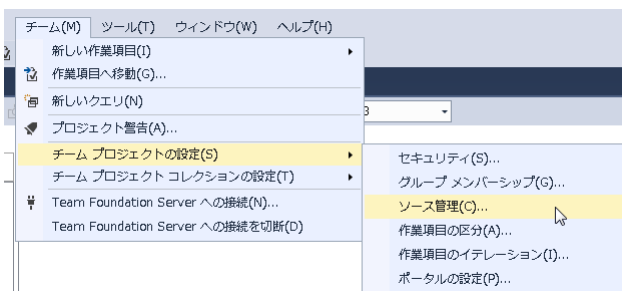 チーム(M) ツール(T) ウィンドウ(W) ヘルプ(H)
新しい作業項目(I)
作業項目へ移動(G)...
新しいクエリ(N)
プロジェクト警告(A)...
チーム プロジェクトの設定(S)
チーム プロジェクト コレクションの設定(T)
Team Foundation Server への接続(N)...
Team Foundation Server への接続を切断(D)
3
セキュリティ(S)...
グループ メンバーシップ(G)...
ソース管理(C)...
作業項目の区分(A)...
作業項目のイテレーション(I)...
ポータルの設定(P)...